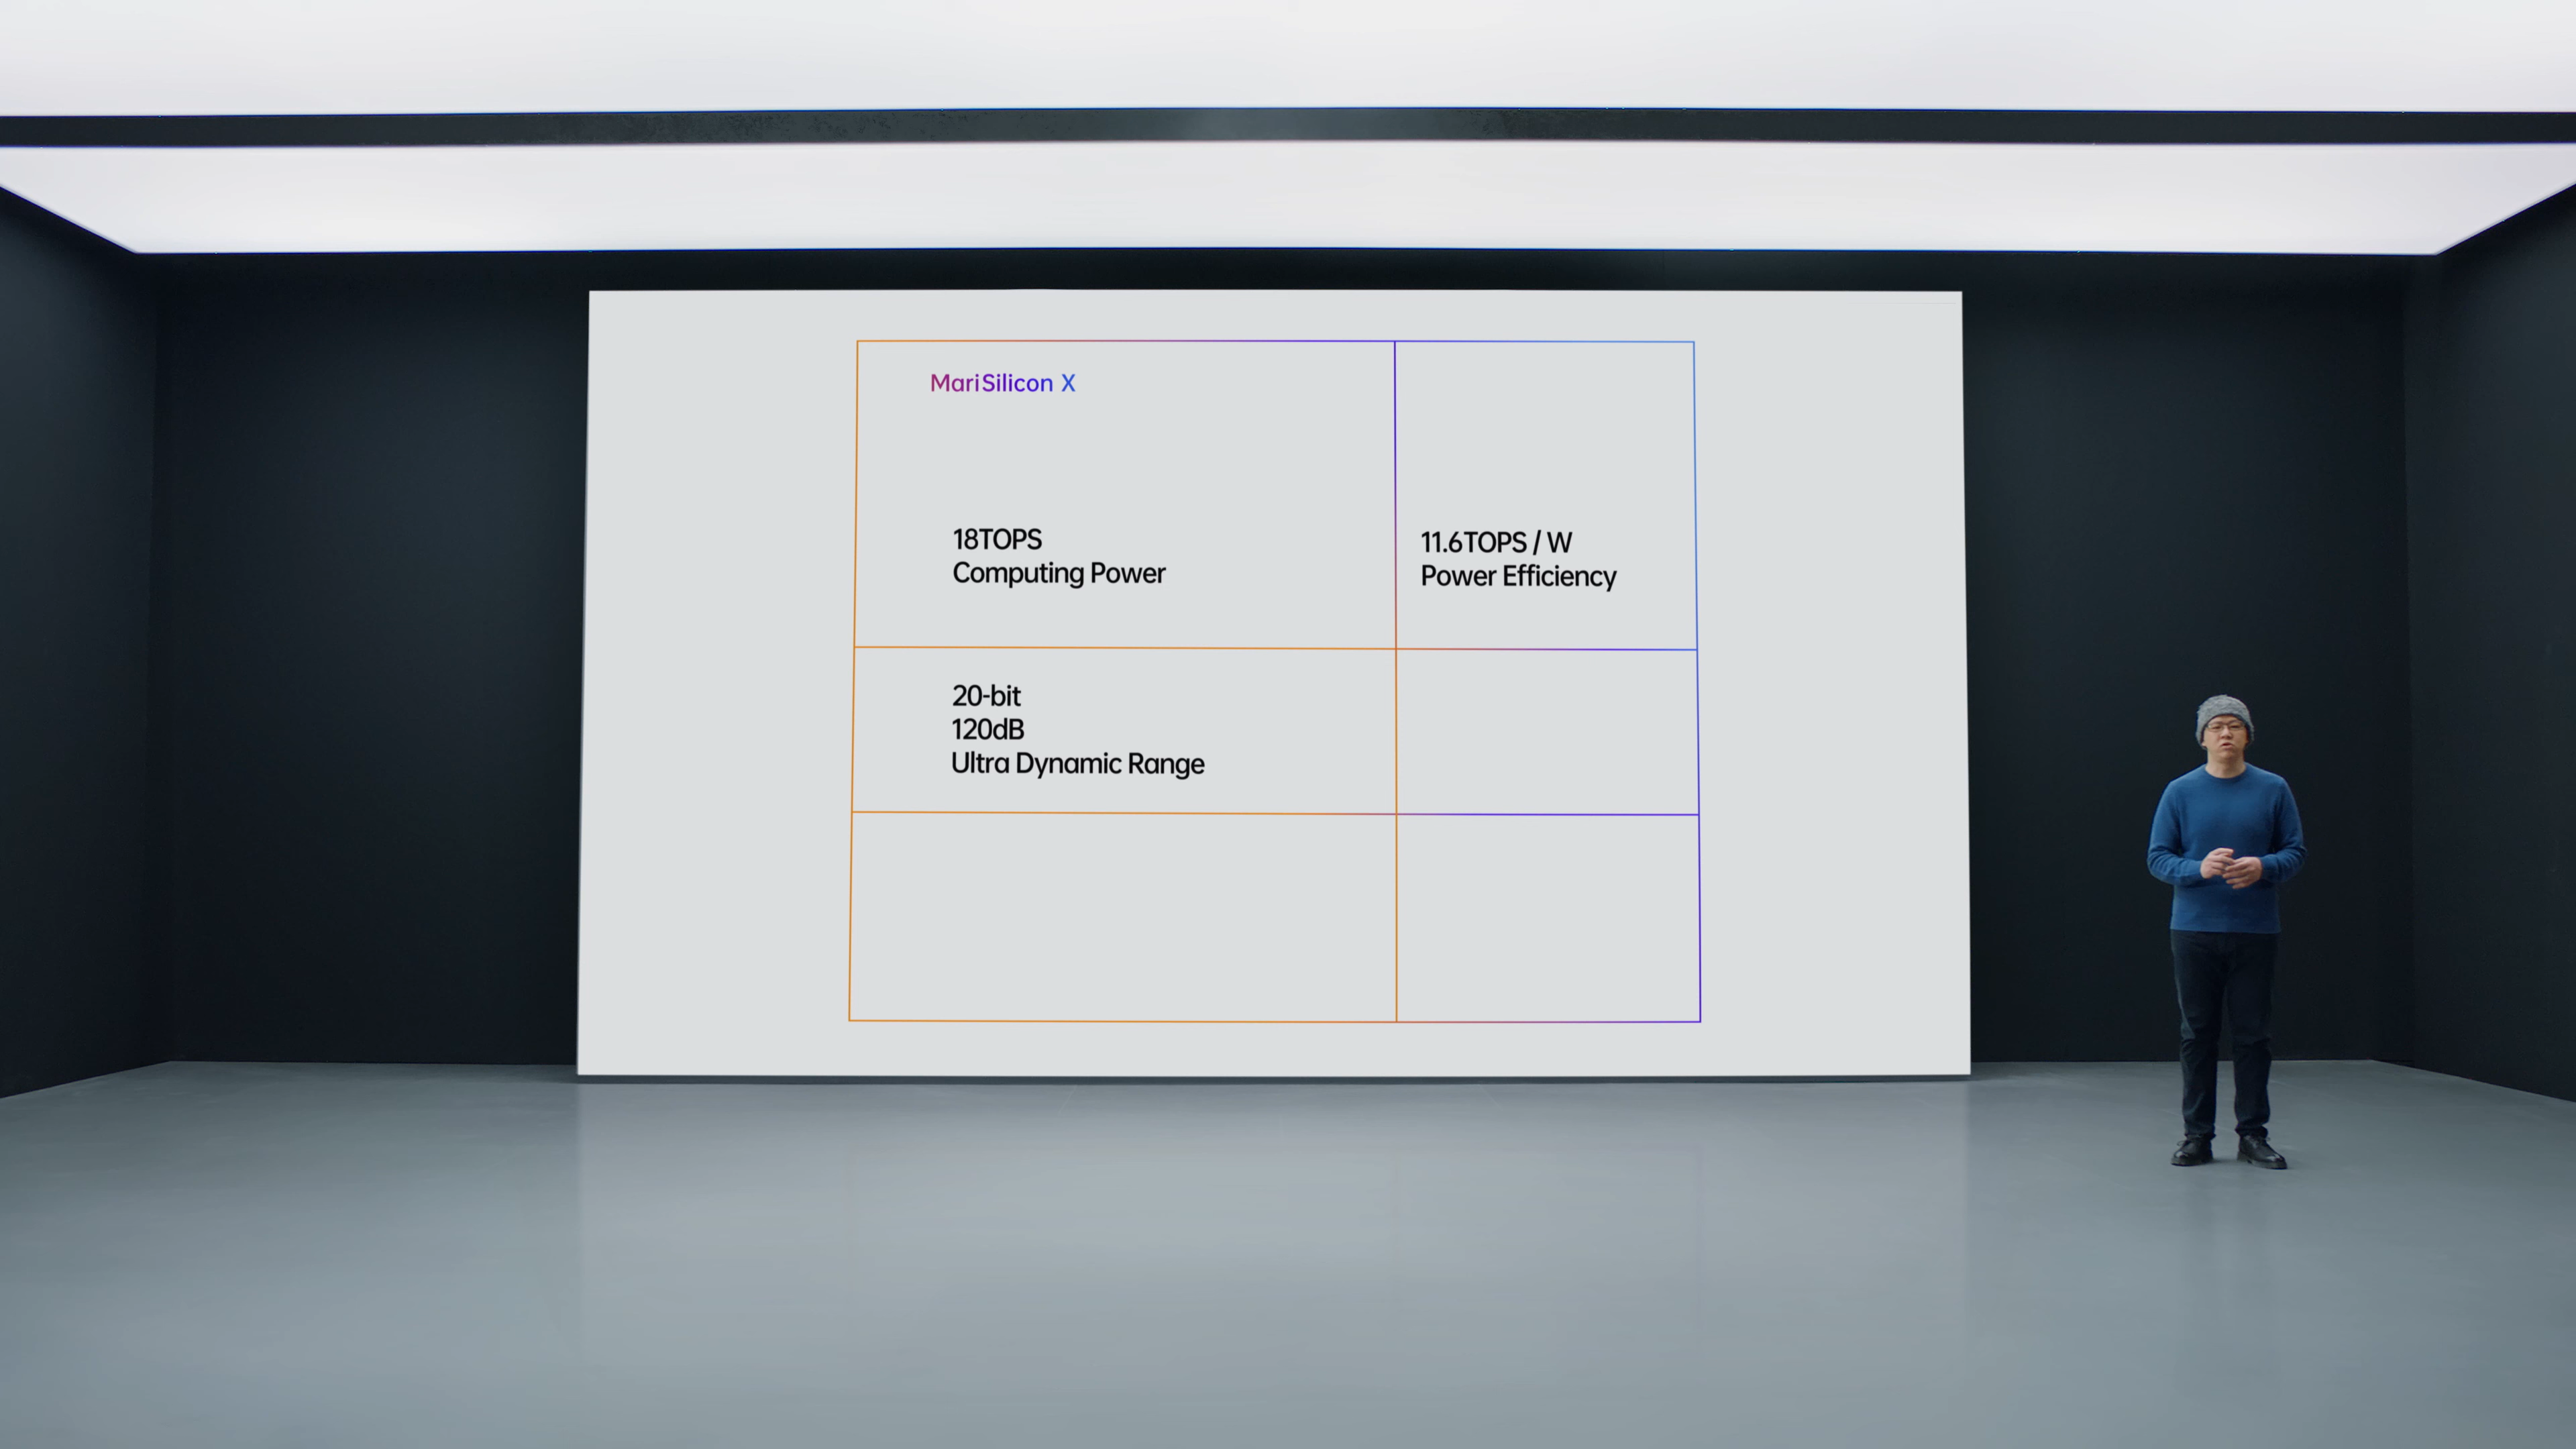 MariSilicon X
18TOPS
Computing Power
11.6TOPS / W
Power Efficiency
20-bit
120dB
Ultra Dynamic Range